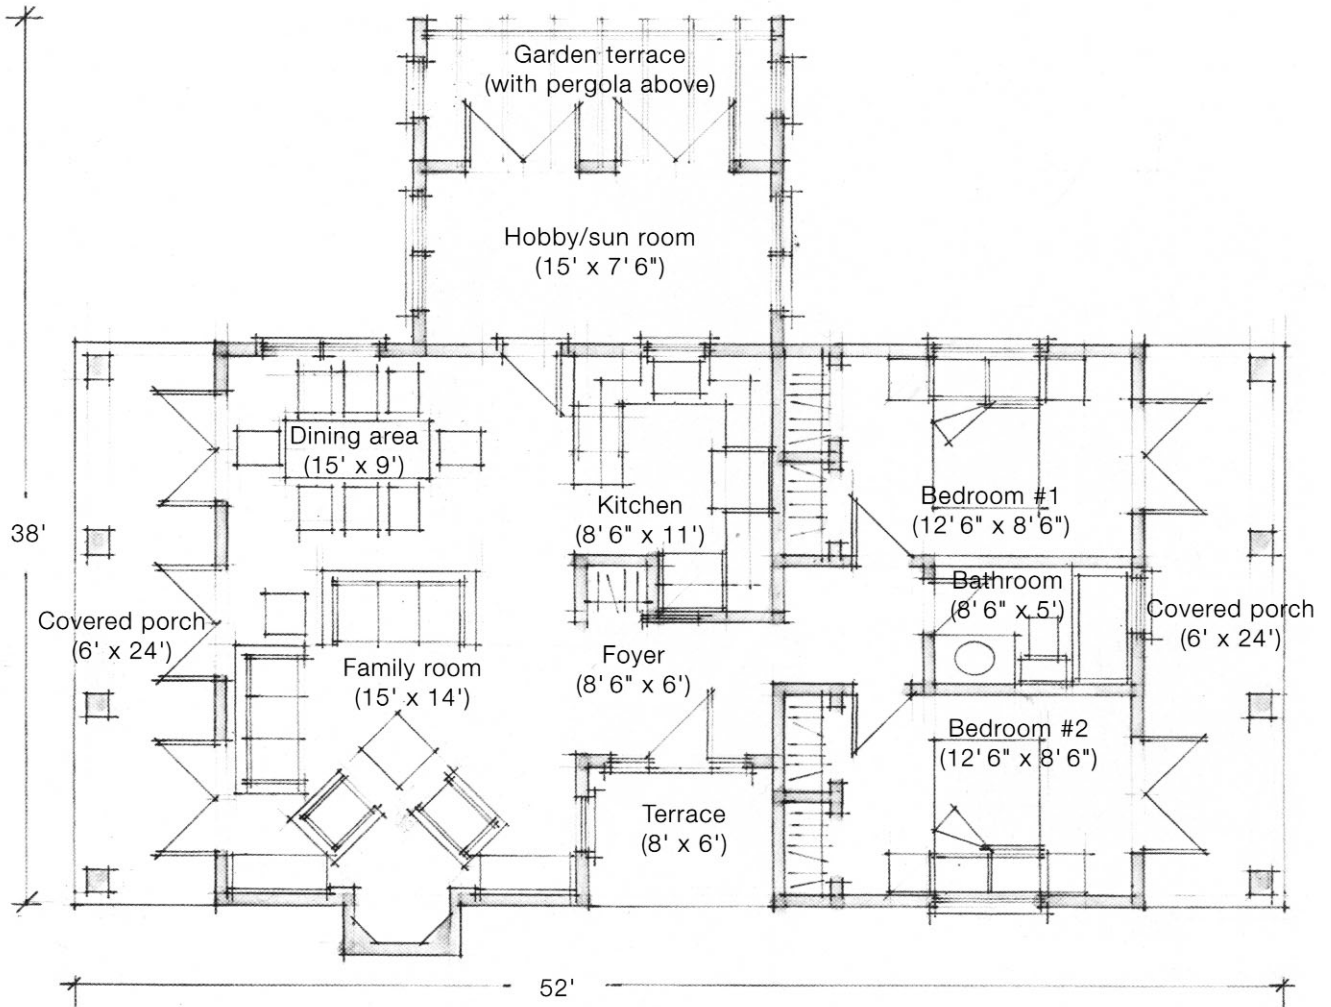 Garden terrace
(with pergola above)
Hobby/sun room
(15' x 7' 6")
Dining area
(15' x 9')
Kitchen
(8' 6" x 11')
Bedroom #1
(12' 6" x 8' 6")
38'
Bathroom
(8' 6" x 5')
Covered porch
(6' x 24')
Covered porch
(6' x 24')
Family room
(15' x 14')
Foyer
(8' 6" x 6')
Bedroom #2
(12' 6" x 8' 6")
Terrace
(8' x 6')
52'